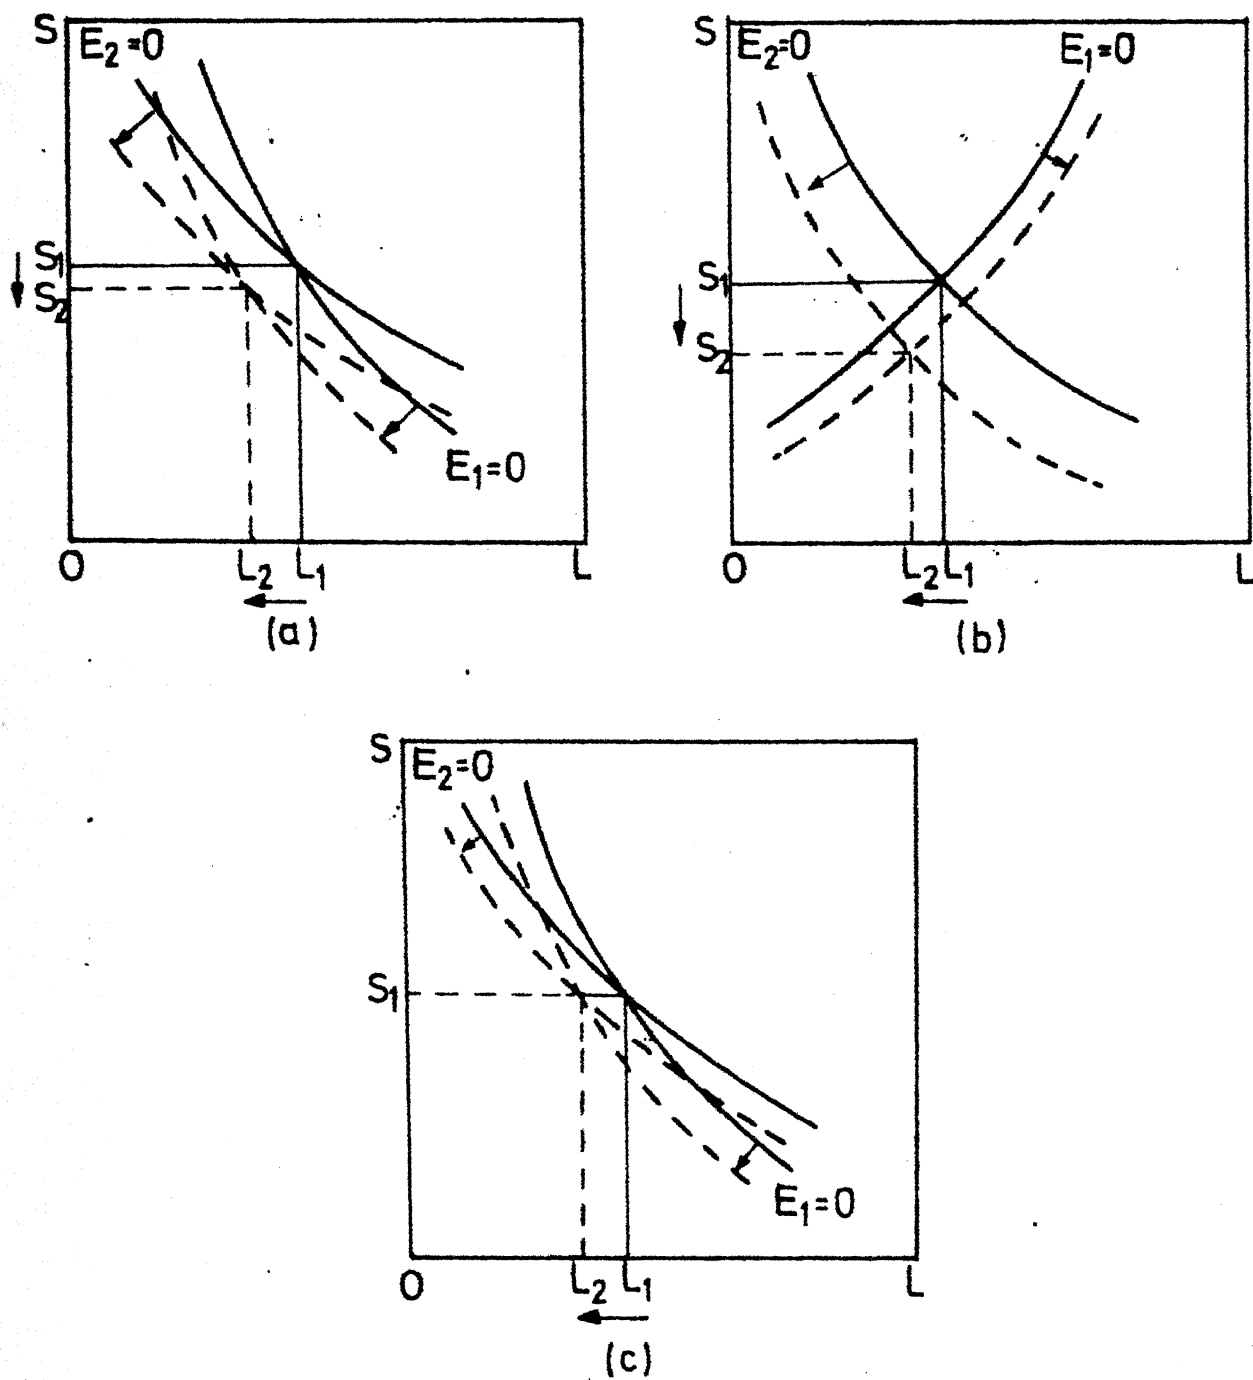 S E₂=0
S₁
S₂
E₁=0
O L₂ L₁ L
(a)
S E₂=0 E₁=0
S₁
S₂
O L₂ L₁ L
(b)
S E₂=0
S₁
E₁=0
O L₂ L₁ L
(c)